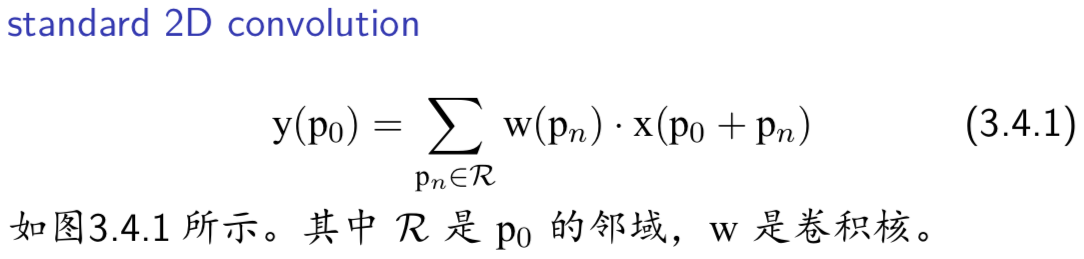 standard 2D convolution
y(p₀) = ∑_{pₙ∈ℛ} w(pₙ) · x(p₀ + pₙ) (3.4.1)
如图3.4.1 所示。其中 ℛ 是 p₀ 的邻域，w 是卷积核。